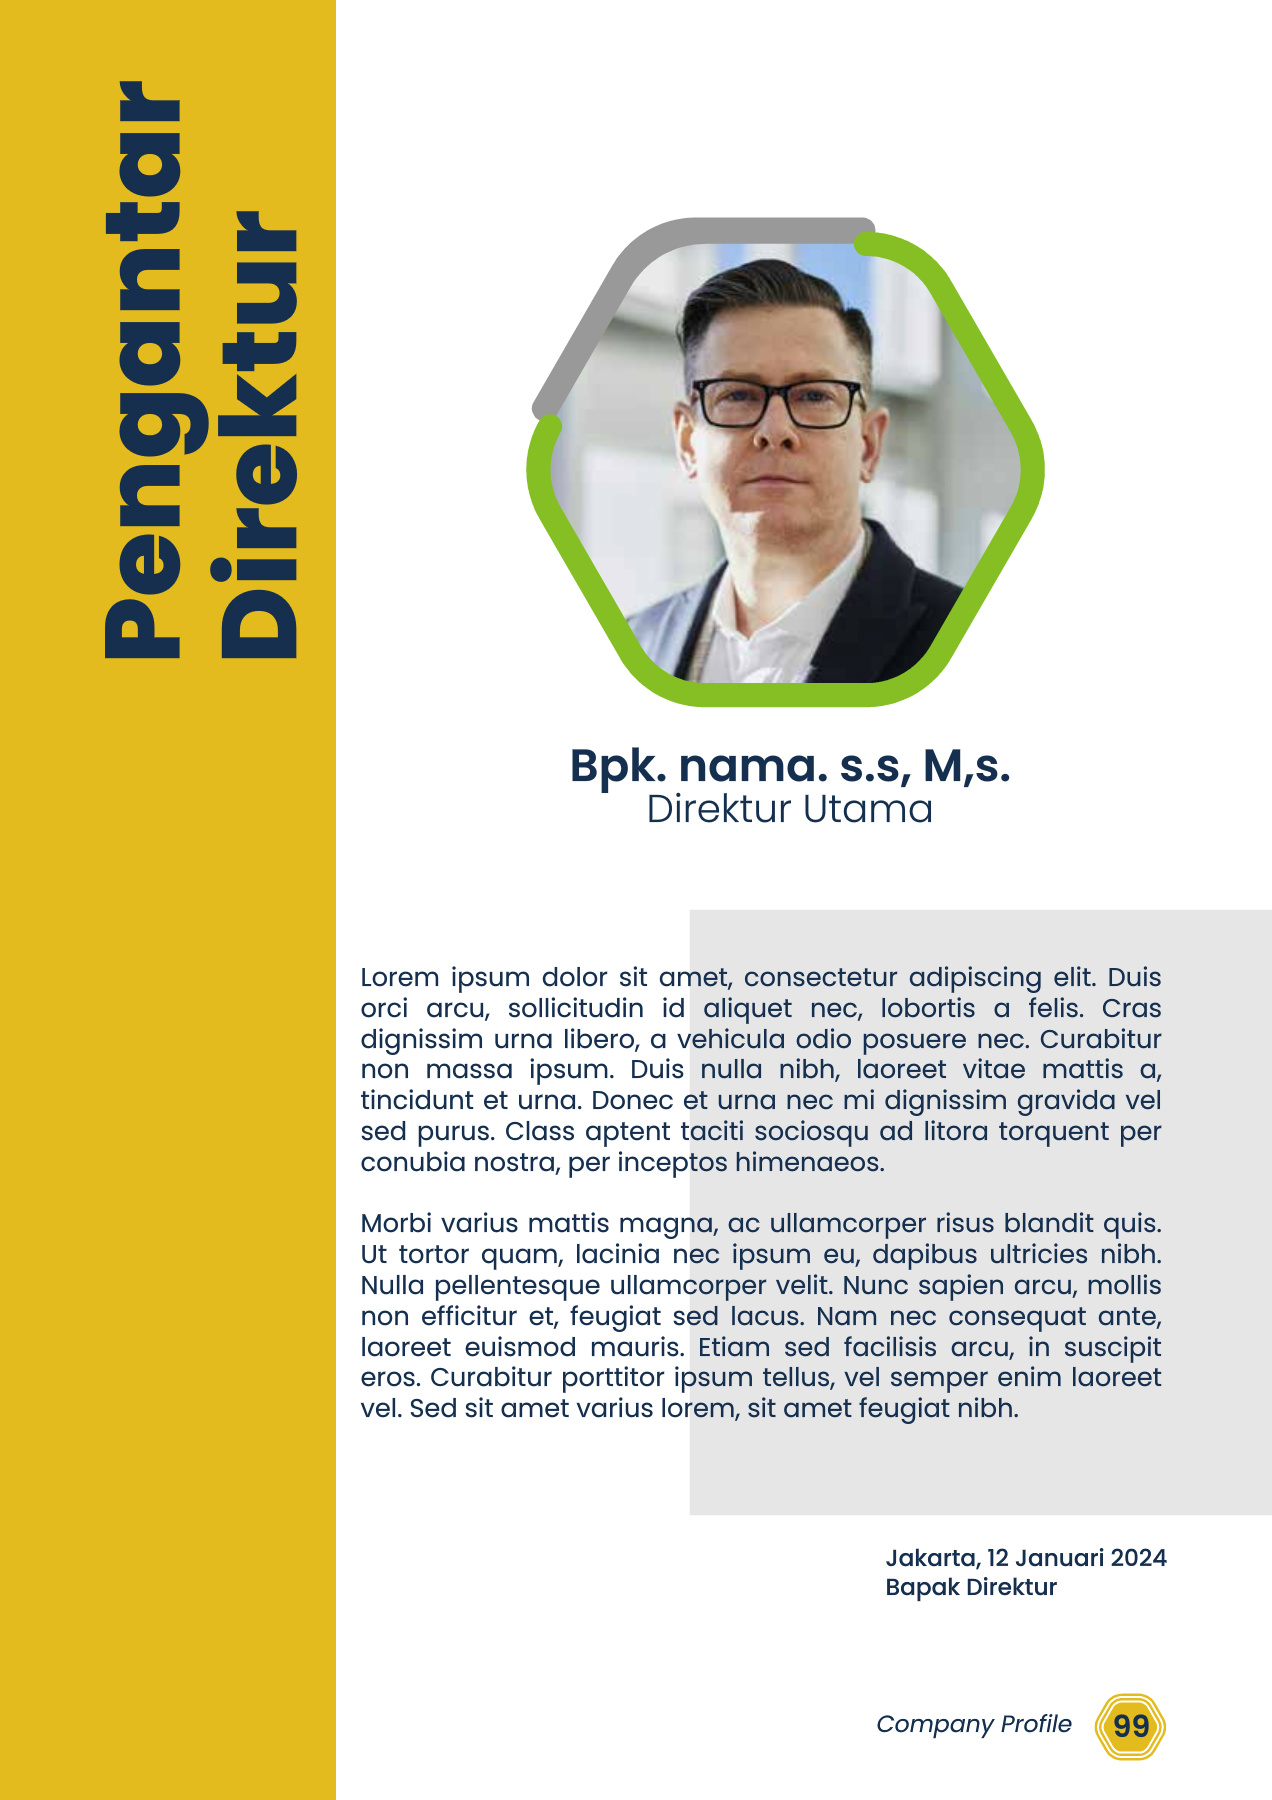 Pengantar
Direktur
Bpk. nama. s.s, M,s.
Direktur Utama
Lorem ipsum dolor sit amet, consectetur adipiscing elit. Duis
orci arcu, sollicitudin id aliquet nec, lobortis a felis. Cras
dignissim urna libero, a vehicula odio posuere nec. Curabitur
non massa ipsum. Duis nulla nibh, laoreet vitae mattis a,
tincidunt et urna. Donec et urna nec mi dignissim gravida vel
sed purus. Class aptent taciti sociosqu ad litora torquent per
conubia nostra, per inceptos himenaeos.
Morbi varius mattis magna, ac ullamcorper risus blandit quis.
Ut tortor quam, lacinia nec ipsum eu, dapibus ultricies nibh.
Nulla pellentesque ullamcorper velit. Nunc sapien arcu, mollis
non efficitur et, feugiat sed lacus. Nam nec consequat ante,
laoreet euismod mauris. Etiam sed facilisis arcu, in suscipit
eros. Curabitur porttitor ipsum tellus, vel semper enim laoreet
vel. Sed sit amet varius lorem, sit amet feugiat nibh.
Jakarta, 12 Januari 2024
Bapak Direktur
Company Profile
99